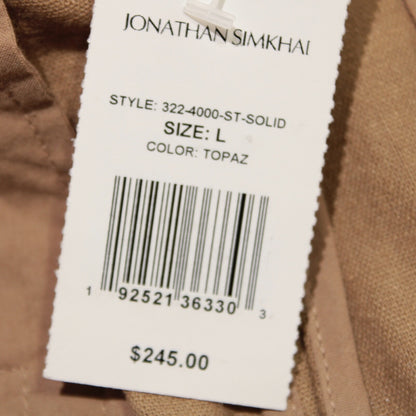 JONATHAN SIMKHAI
STYLE: 322-4000-ST-SOLID
SIZE: L
COLOR: TOPAZ
1 92521 36330 3
$245.00